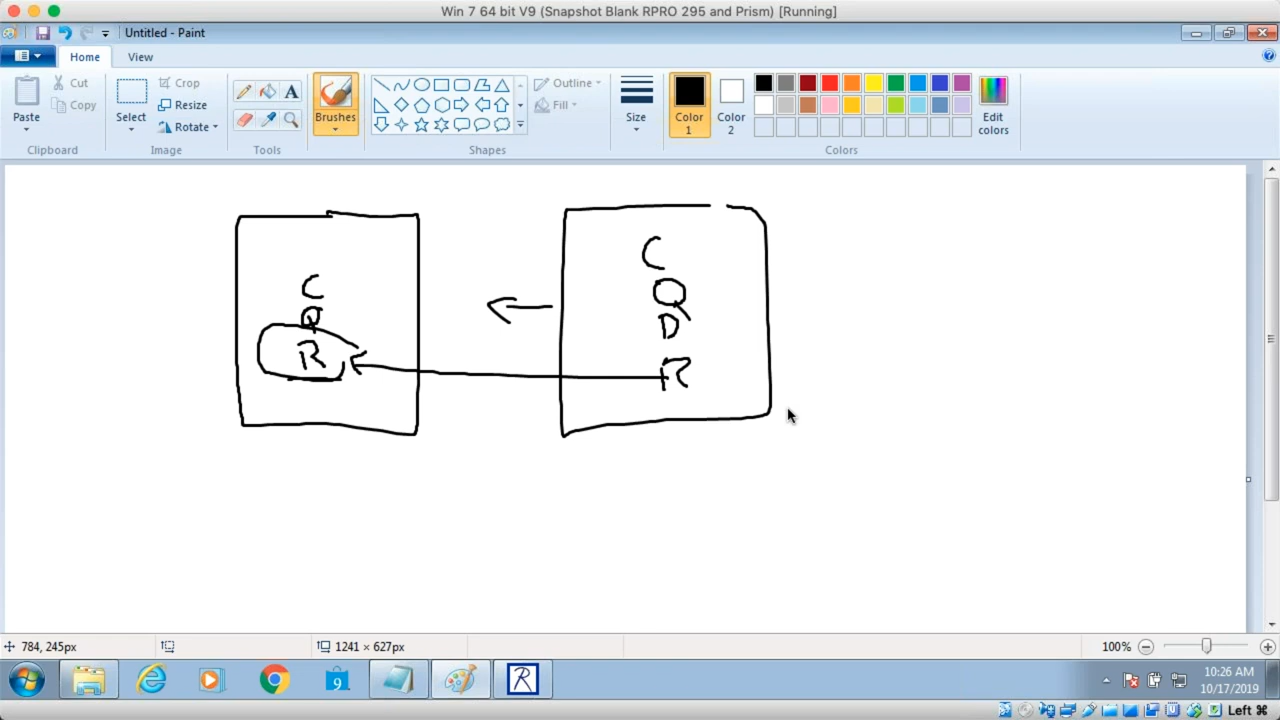 Win 7 64 bit V9 (Snapshot Blank RPRO 295 and Prism) [Running]
Untitled - Paint
Home View
Paste
Cut
Copy
Clipboard
Select
Crop
Resize
Rotate
Image
A
Tools
Brushes
Shapes
Outline
Fill
Size
Color 1
Color 2
Edit colors
Colors
C
Q
R
C
Q
D
R
784, 245px
1241 × 627px
100%
9
R
10:26 AM
10/17/2019
Left ⌘